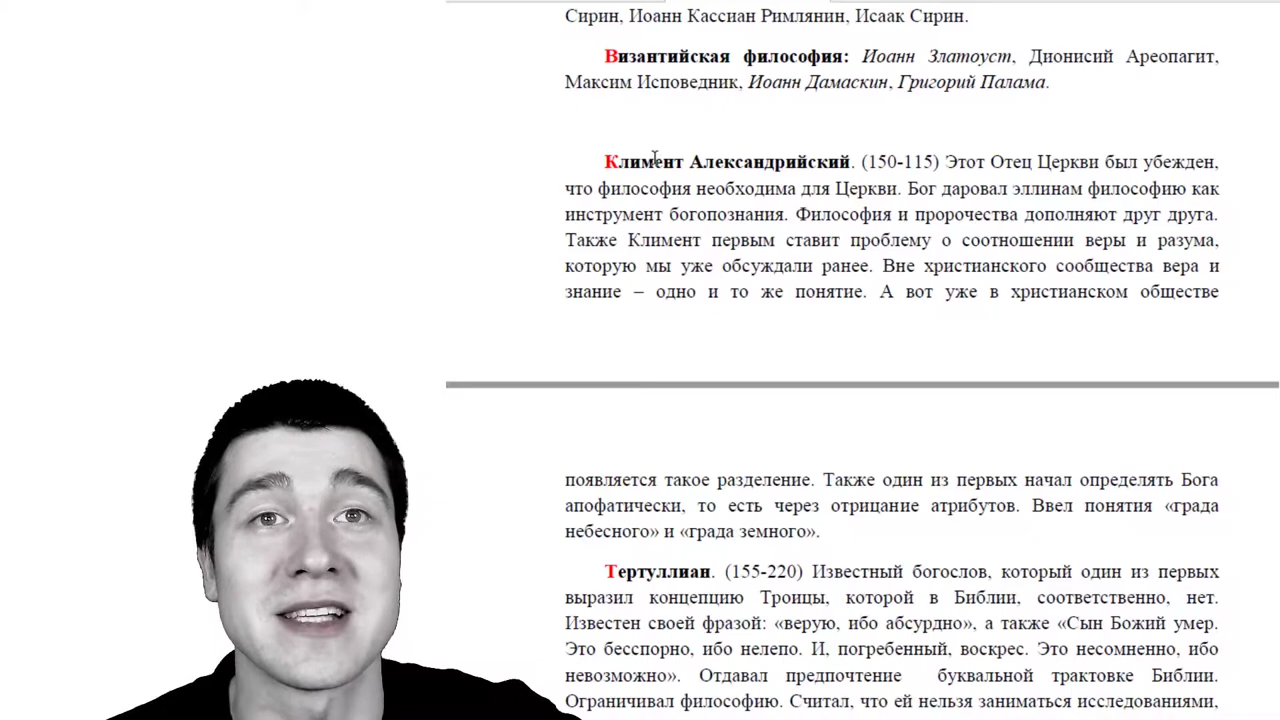 Сирин, Иоанн Кассиан Римлянин, Исаак Сирин.
Византийская философия: Иоанн Златоуст, Дионисий Ареопагит,
Максим Исповедник, Иоанн Дамаскин, Григорий Палама.
Климент Александрийский. (150-115) Этот Отец Церкви был убежден,
что философия необходима для Церкви. Бог даровал эллинам философию как
инструмент богопознания. Философия и пророчества дополняют друг друга.
Также Климент первым ставит проблему о соотношении веры и разума,
которую мы уже обсуждали ранее. Вне христианского сообщества вера и
знание – одно и то же понятие. А вот уже в христианском обществе
появляется такое разделение. Также один из первых начал определять Бога
апофатически, то есть через отрицание атрибутов. Ввел понятия «града
небесного» и «града земного».
Тертуллиан. (155-220) Известный богослов, который один из первых
выразил концепцию Троицы, которой в Библии, соответственно, нет.
Известен своей фразой: «верую, ибо абсурдно», а также «Сын Божий умер.
Это бесспорно, ибо нелепо. И, погребенный, воскрес. Это несомненно, ибо
невозможно». Отдавал предпочтение буквальной трактовке Библии.
Ограничивал философию. Считал, что ей нельзя заниматься исследованиями,